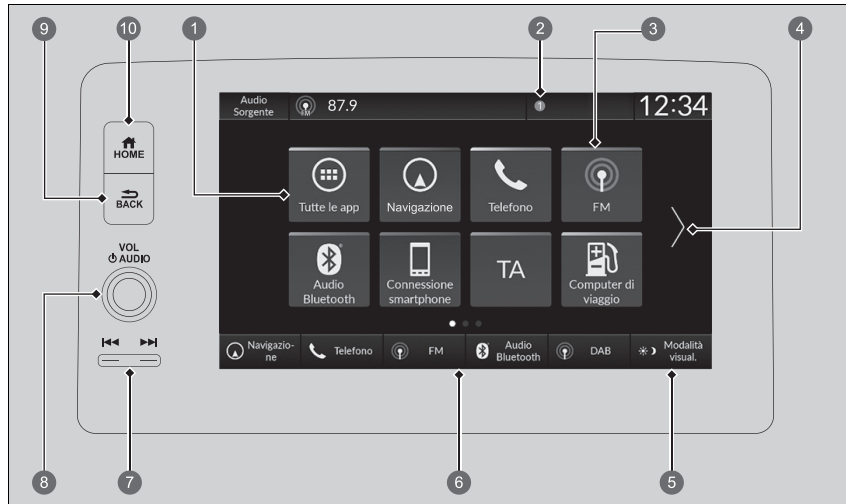 9
10
1
2
3
4
Audio
Sorgente
FM
87.9
1
12:34
HOME
BACK
Tutte le app
Navigazione
Telefono
FM
VOL
AUDIO
Audio
Bluetooth
Connessione
smartphone
TA
Computer di
viaggio
Navigazio-
ne
Telefono
FM
Audio
Bluetooth
DAB
Modalità
visual.
8
7
6
5